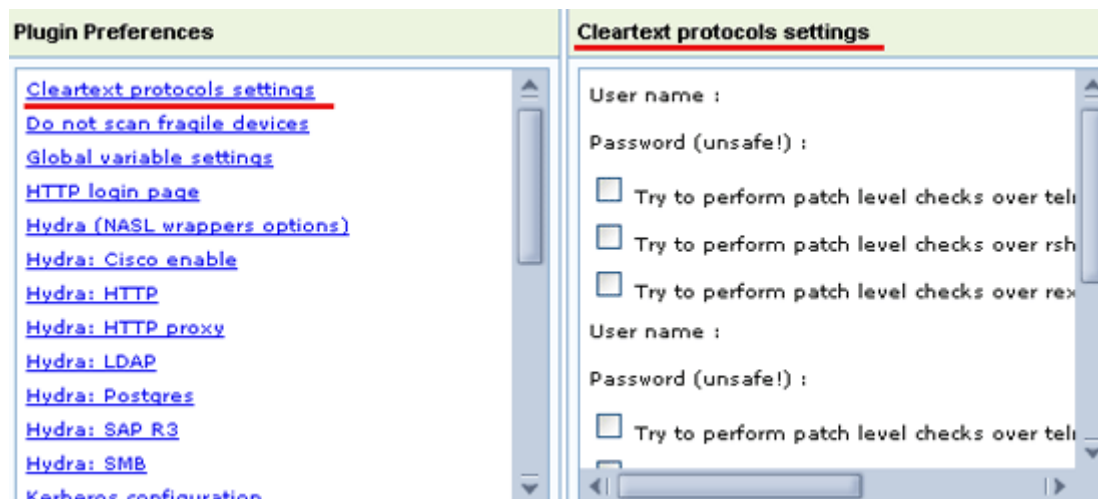 Plugin Preferences
Cleartext protocols settings
Do not scan fragile devices
Global variable settings
HTTP login page
Hydra (NASL wrappers options)
Hydra: Cisco enable
Hydra: HTTP
Hydra: HTTP proxy
Hydra: LDAP
Hydra: Postgres
Hydra: SAP R3
Hydra: SMB
Kerberos configuration
Cleartext protocols settings
User name :
Password (unsafe!) :
Try to perform patch level checks over
Try to perform patch level checks over rsh
Try to perform patch level checks over
User name :
Password (unsafe!) :
Try to perform patch level checks over